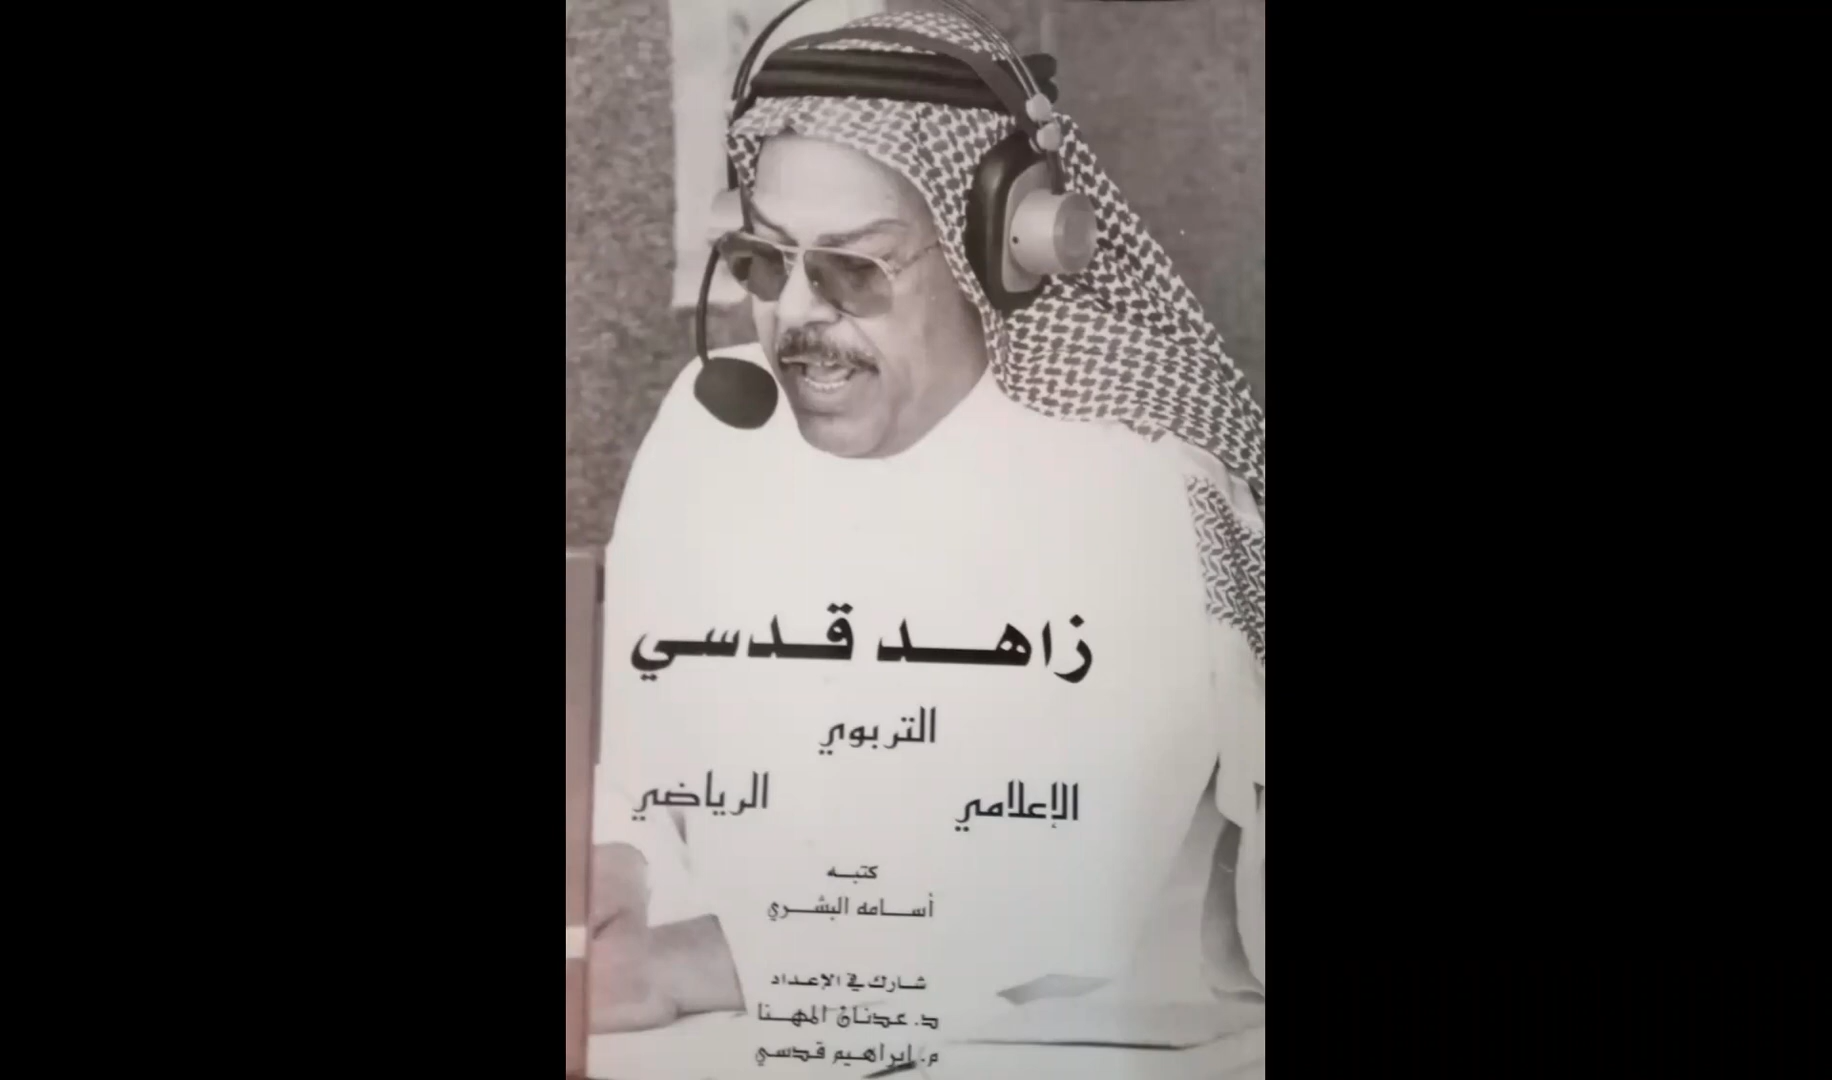 زاهد قدسي
التربوي
الإعلامي الرياضي
كتبه
أسامه البشري
شارك في الإعداد
د. عدنان المهنا
م. إبراهيم قدسي